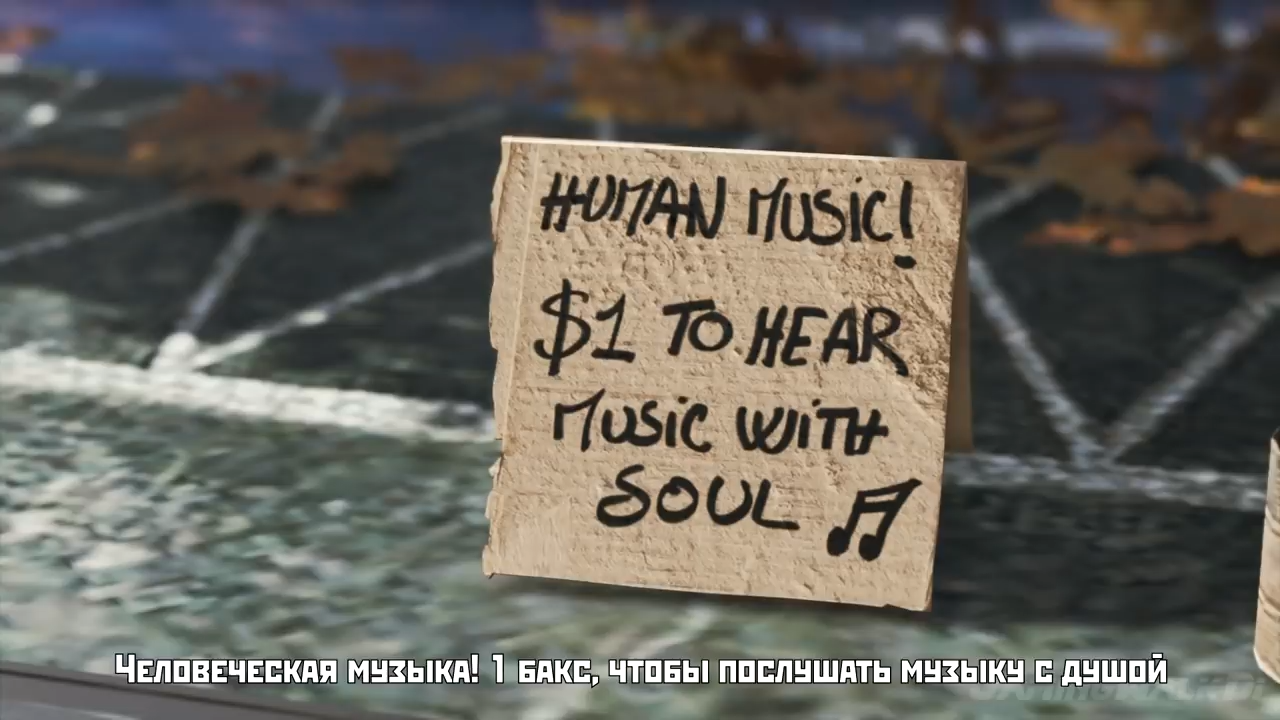 HUMAN MUSIC!
$1 TO HEAR
MUSIC WITH
SOUL
Человеческая музыка! 1 бакс, чтобы послушать музыку с душой